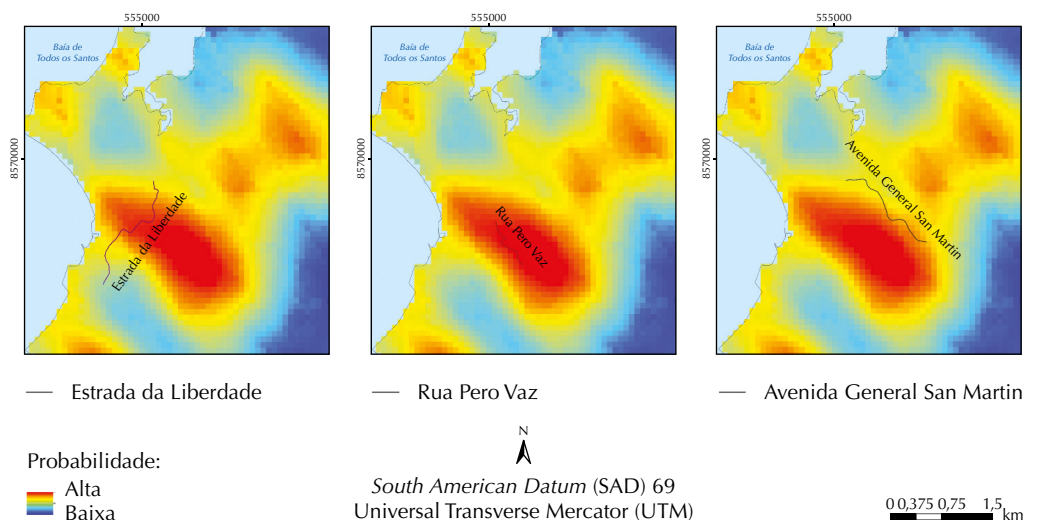 555000
555000
555000
Baía de
Todos os Santos
Baía de
Todos os Santos
Baía de
Todos os Santos
8570000
8570000
8570000
Estrada da Liberdade
Rua Pero Vaz
Avenida General San Martin
Estrada da Liberdade
Rua Pero Vaz
Avenida General San Martin
N
Probabilidade:
Alta
Baixa
South American Datum (SAD) 69
Universal Transverse Mercator (UTM)
0 0,375 0,75 1,5
km